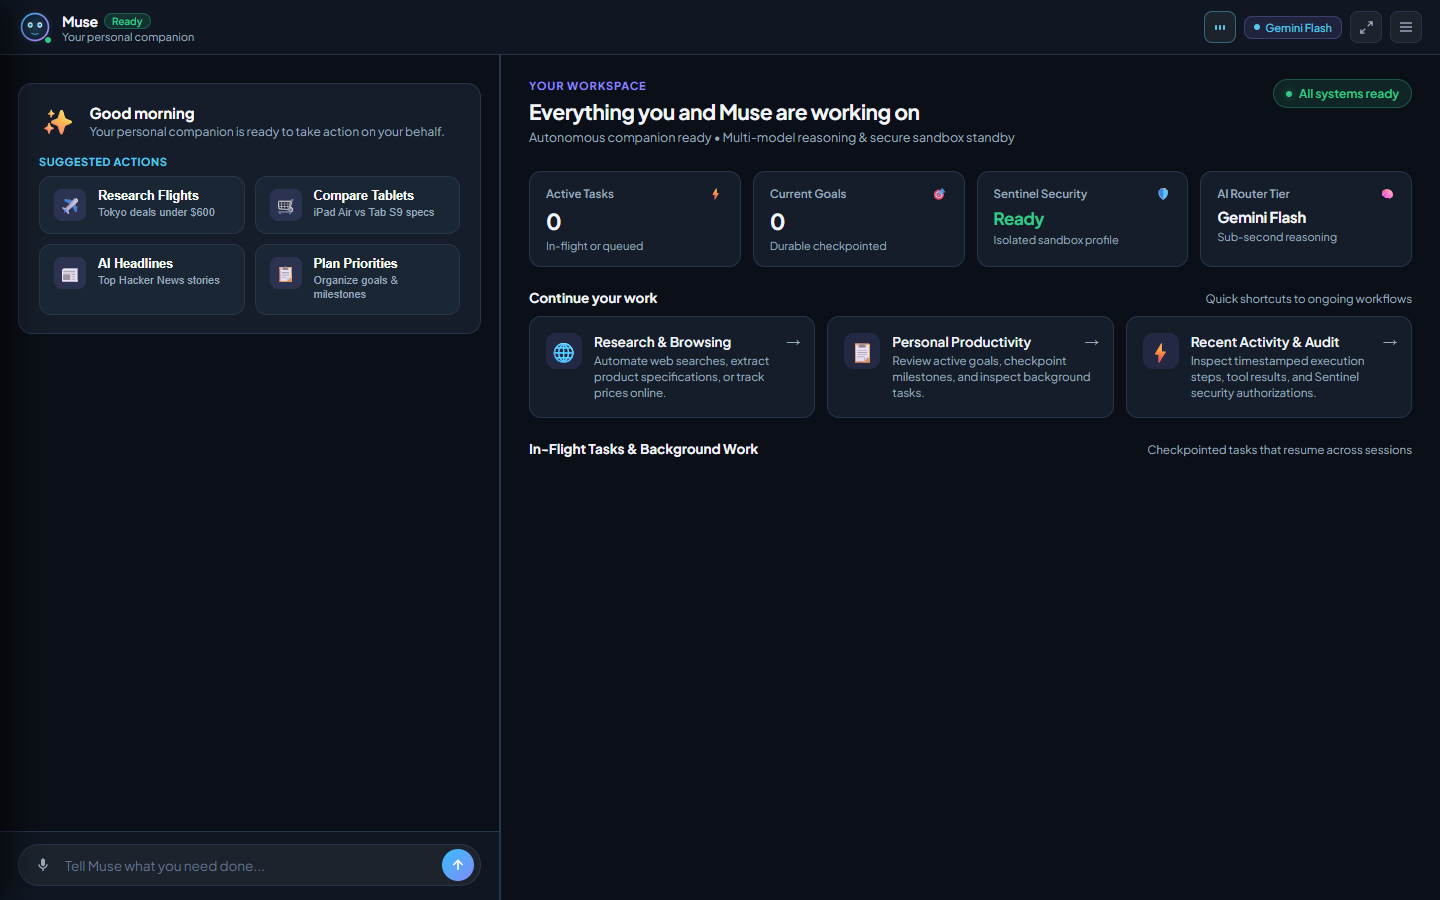 Muse Ready
Your personal companion
Gemini Flash
Good morning
Your personal companion is ready to take action on your behalf.
SUGGESTED ACTIONS
Research Flights
Tokyo deals under $600
Compare Tablets
iPad Air vs Tab S9 specs
AI Headlines
Top Hacker News stories
Plan Priorities
Organize goals &
milestones
Tell Muse what you need done...
YOUR WORKSPACE
Everything you and Muse are working on
Autonomous companion ready • Multi-model reasoning & secure sandbox standby
All systems ready
Active Tasks
0
In-flight or queued
Current Goals
0
Durable checkpointed
Sentinel Security
Ready
Isolated sandbox profile
AI Router Tier
Gemini Flash
Sub-second reasoning
Continue your work
Quick shortcuts to ongoing workflows
Research & Browsing →
Automate web searches, extract
product specifications, or track
prices online.
Personal Productivity →
Review active goals, checkpoint
milestones, and inspect background
tasks.
Recent Activity & Audit →
Inspect timestamped execution
steps, tool results, and Sentinel
security authorizations.
In-Flight Tasks & Background Work
Checkpointed tasks that resume across sessions